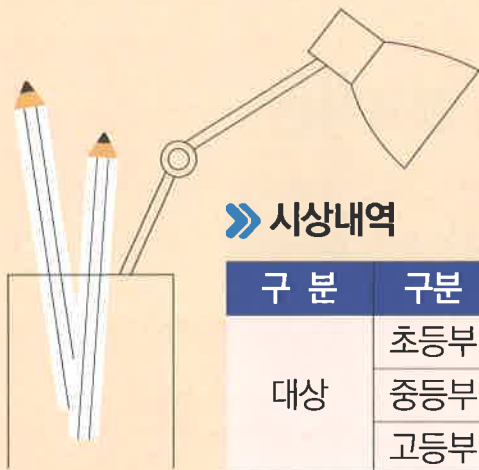 시상내역
구 분 구분
초등부
대상 중등부
고등부